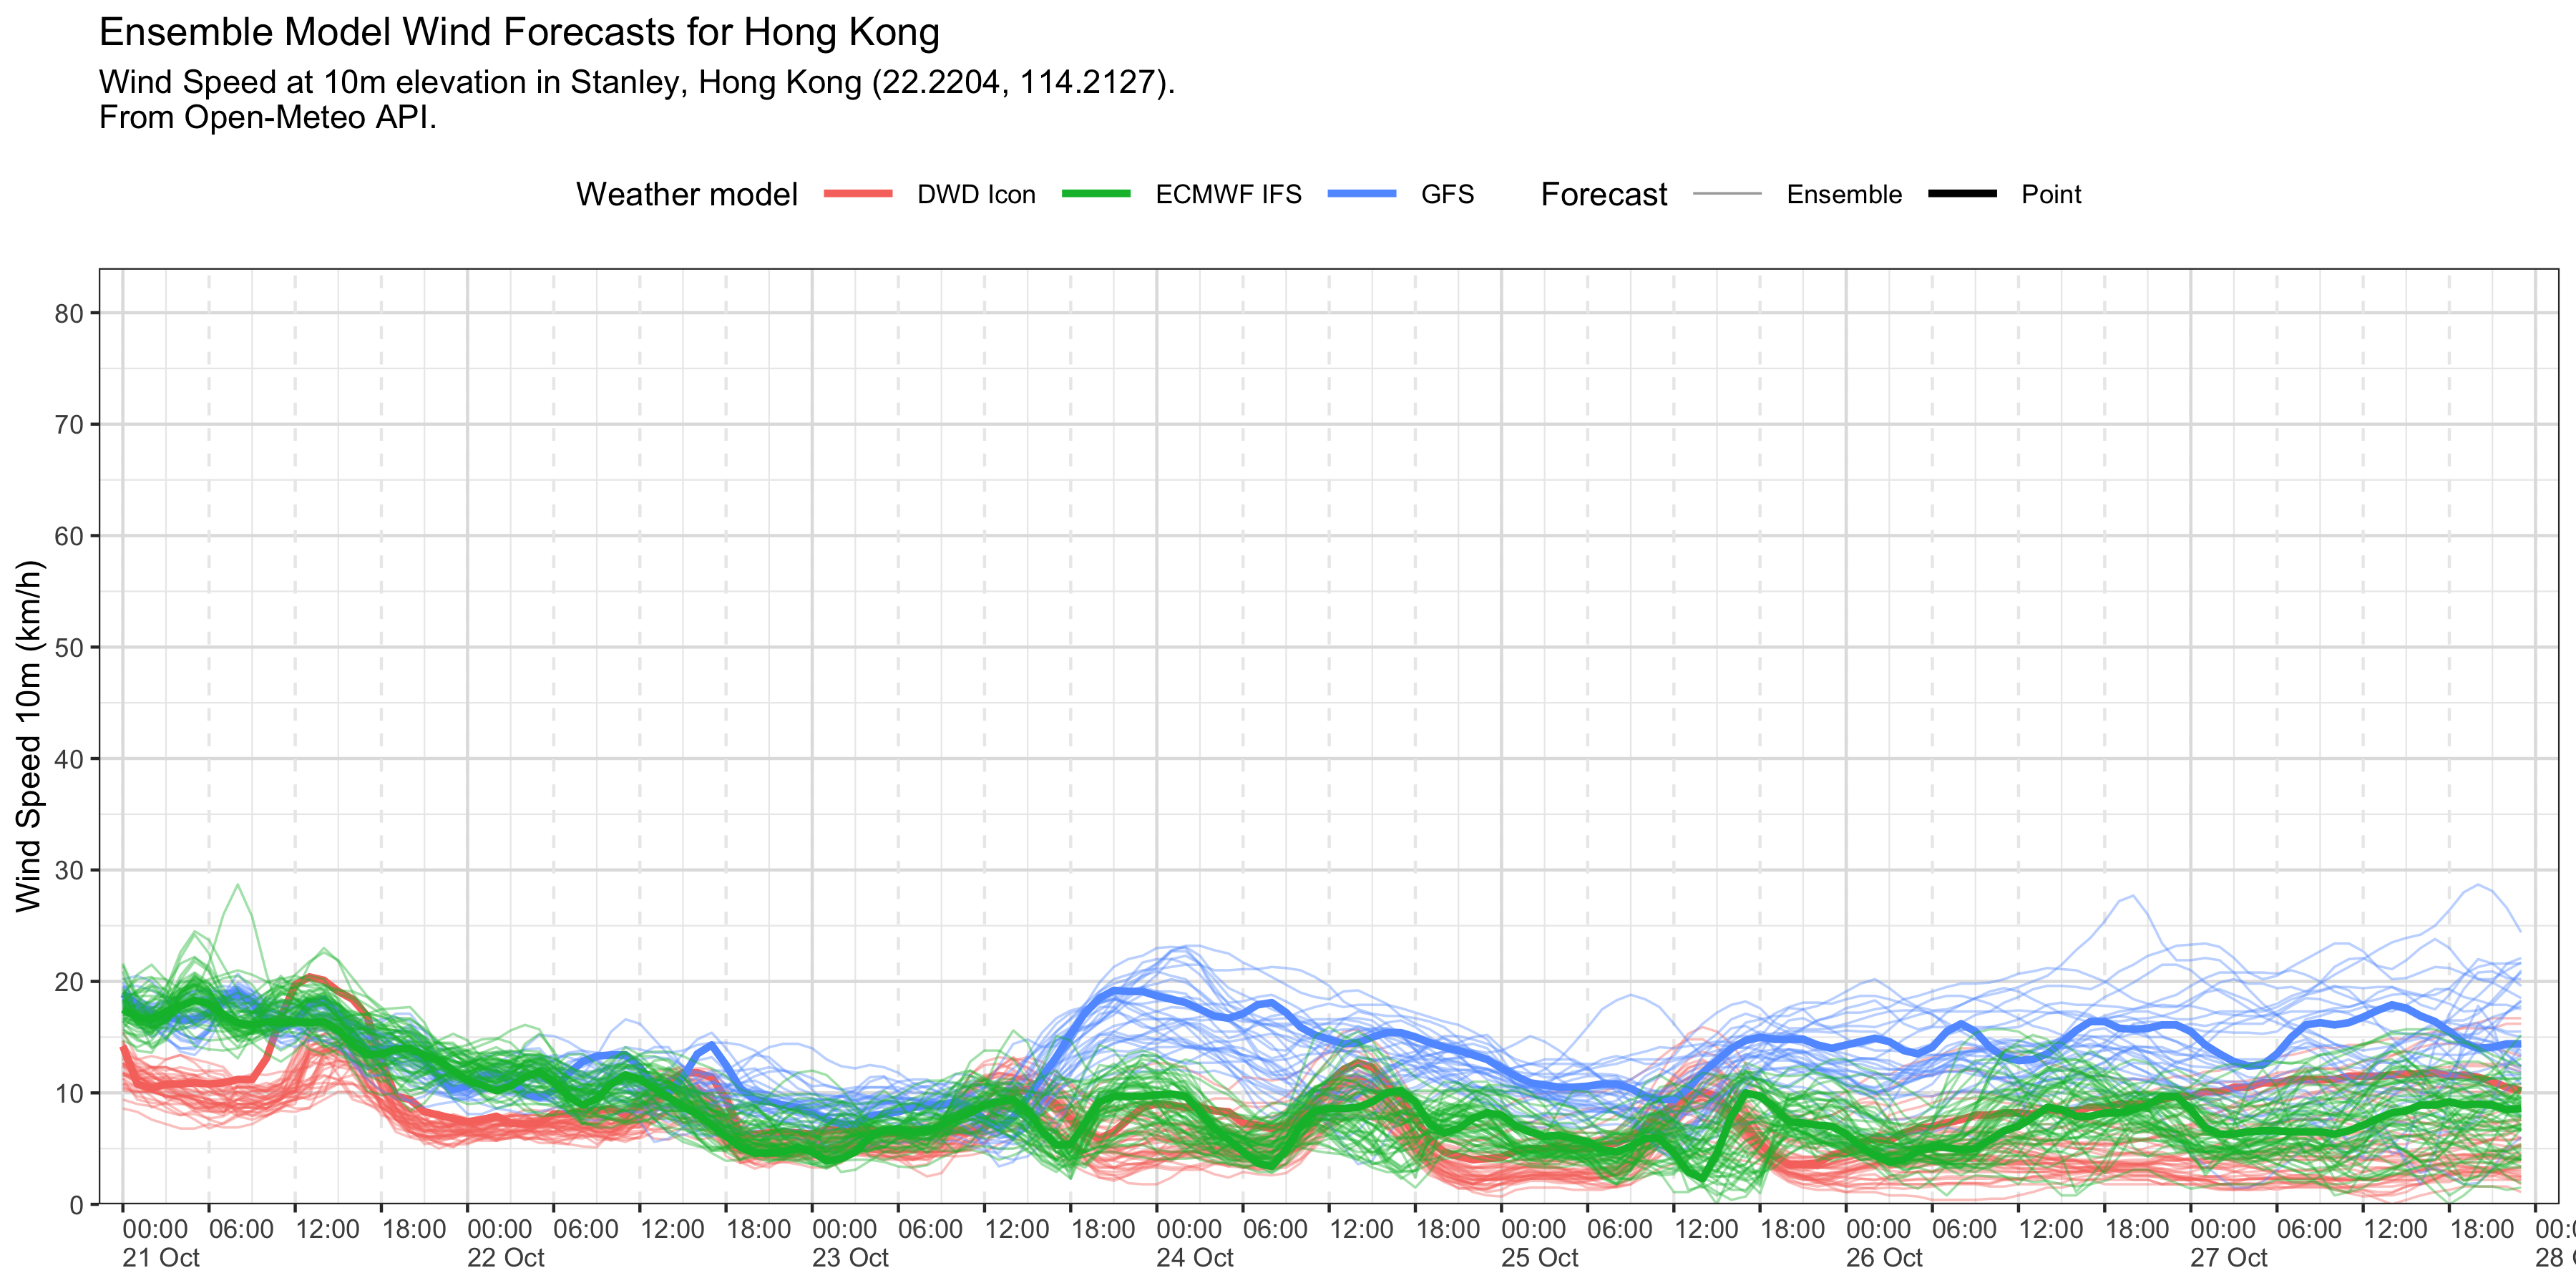 Ensemble Model Wind Forecasts for Hong Kong
Wind Speed at 10m elevation in Stanley, Hong Kong (22.2204, 114.2127).
From Open-Meteo API.
Weather model DWD Icon ECMWF IFS GFS Forecast Ensemble Point
Wind Speed 10m (km/h)
80
70
60
50
40
30
20
10
0
00:00 06:00 12:00 18:00 00:00 06:00 12:00 18:00 00:00 06:00 12:00 18:00 00:00 06:00 12:00 18:00 00:00 06:00 12:00 18:00 00:00 06:00 12:00 18:00 00:00 06:00 12:00 18:00
21 Oct 22 Oct 23 Oct 24 Oct 25 Oct 26 Oct 27 Oct 28